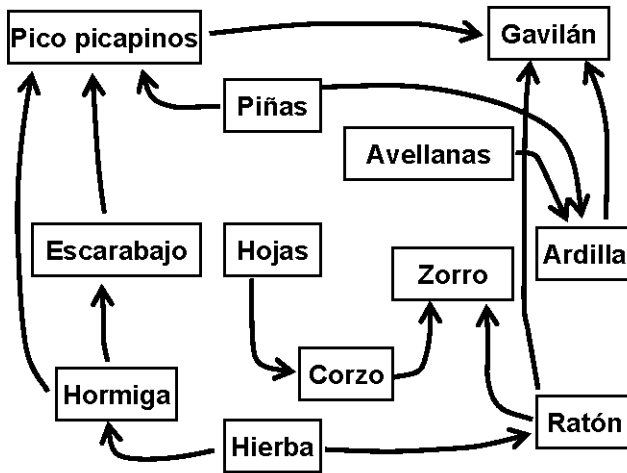 Pico picapinos
Gavilán
Piñas
Avellanas
Escarabajo
Hojas
Zorro
Ardilla
Corzo
Hormiga
Hierba
Ratón